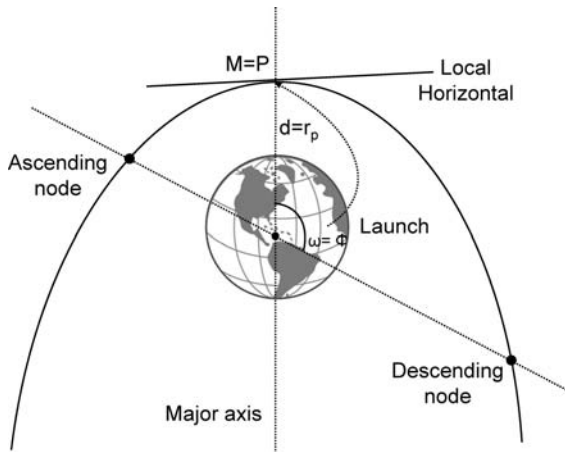 M=P
Local
Horizontal
d=rₚ
Ascending
node
Launch
ω= Φ
Descending
node
Major axis